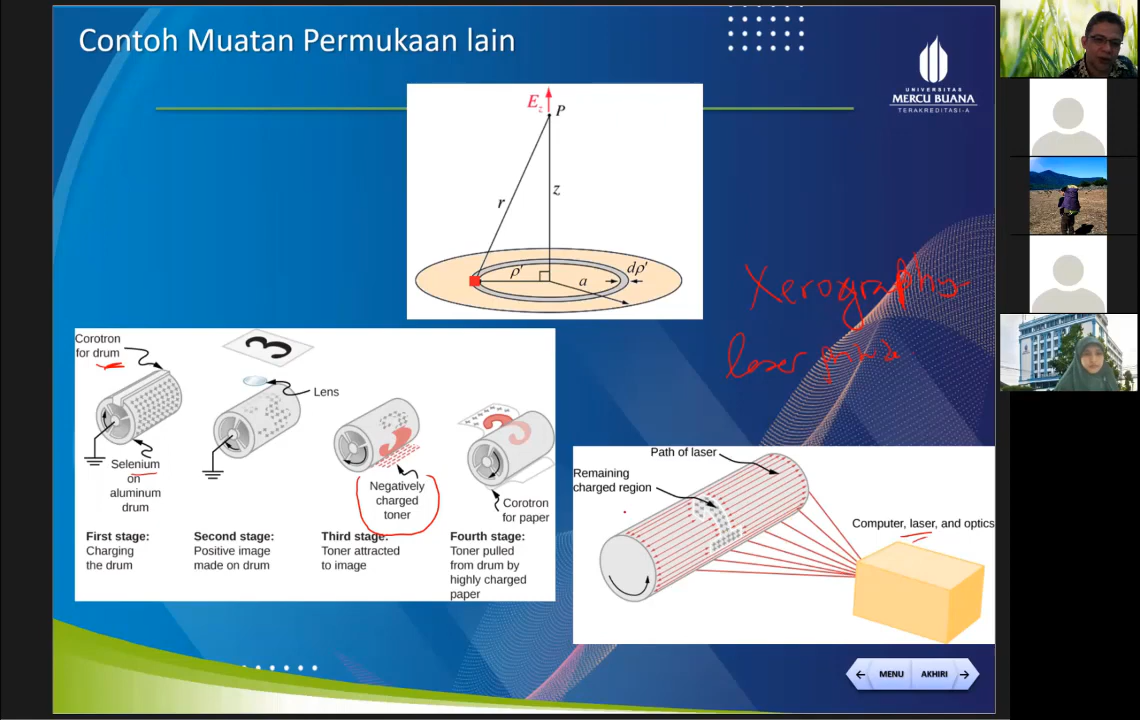 Contoh Muatan Permukaan lain
UNIVERSITAS
MERCU BUANA
TERAKREDITASI-A
E_z
P
r
z
ρ'
dρ'
a
Xerography
laser
Corotron
for drum
Lens
Selenium
on
aluminum
drum
Negatively
charged
toner
Corotron
for paper
First stage:
Charging
the drum
Second stage:
Positive image
made on drum
Third stage:
Toner attracted
to image
Fourth stage:
Toner pulled
from drum by
highly charged
paper
Path of laser
Remaining
charged region
Computer, laser, and optics
MENU
AKHIRI